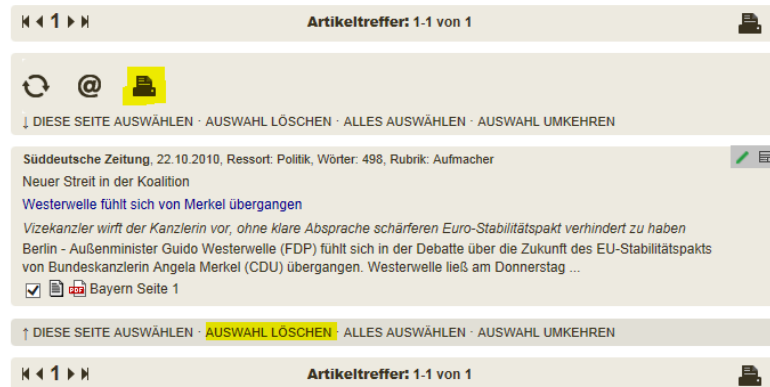 1 Artikeltreffer: 1-1 von 1
@
↓ DIESE SEITE AUSWÄHLEN · AUSWAHL LÖSCHEN · ALLES AUSWÄHLEN · AUSWAHL UMKEHREN
Süddeutsche Zeitung, 22.10.2010, Ressort: Politik, Wörter: 498, Rubrik: Aufmacher
Neuer Streit in der Koalition
Westerwelle fühlt sich von Merkel übergangen
Vizekanzler wirft der Kanzlerin vor, ohne klare Absprache schärferen Euro-Stabilitätspakt verhindert zu haben
Berlin - Außenminister Guido Westerwelle (FDP) fühlt sich in der Debatte über die Zukunft des EU-Stabilitätspakts
von Bundeskanzlerin Angela Merkel (CDU) übergangen. Westerwelle ließ am Donnerstag ...
PDF Bayern Seite 1
↑ DIESE SEITE AUSWÄHLEN · AUSWAHL LÖSCHEN · ALLES AUSWÄHLEN · AUSWAHL UMKEHREN
1 Artikeltreffer: 1-1 von 1